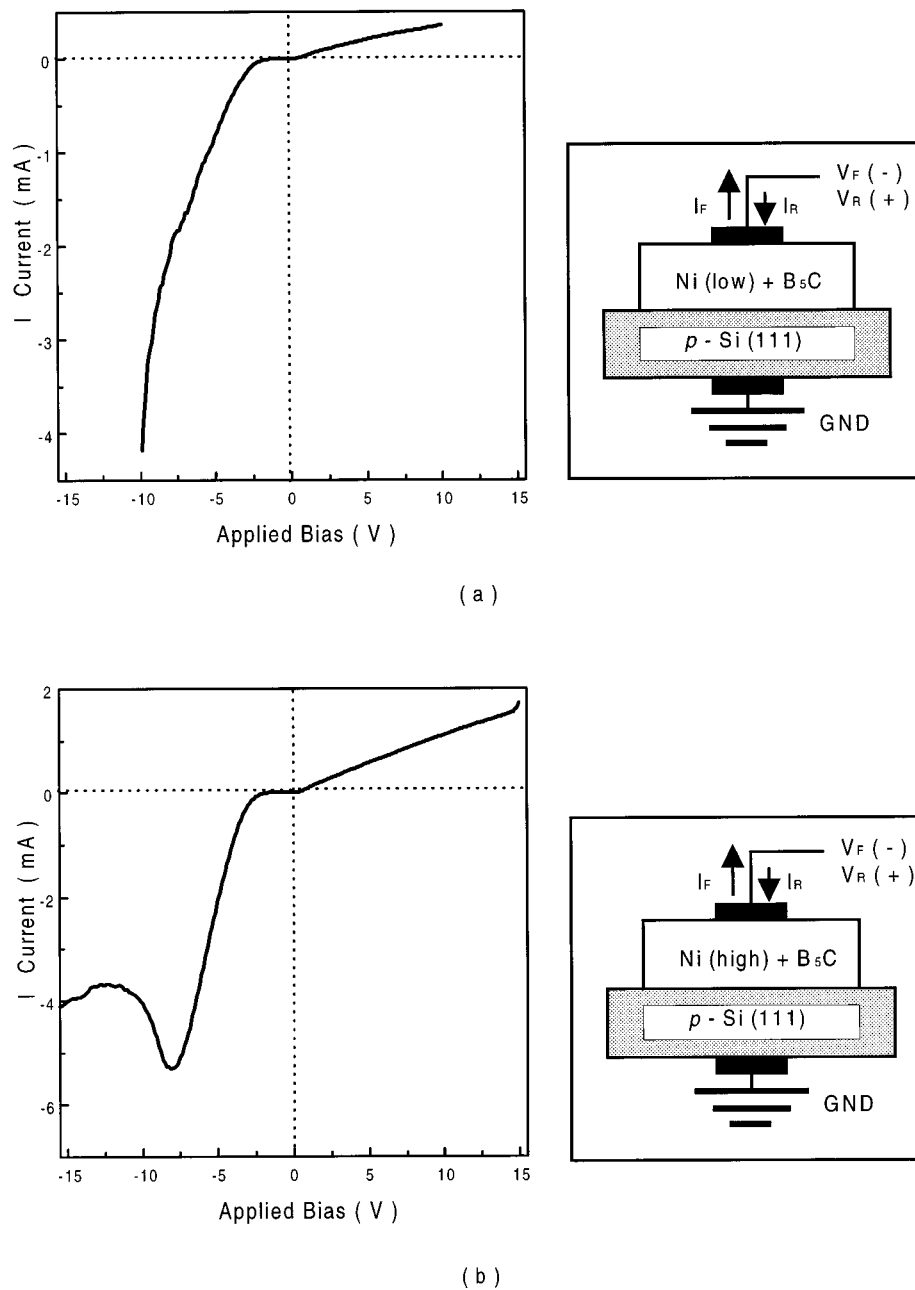 0
-1
-2
-3
-4
I Current ( mA )
-15 -10 -5 0 5 10 15
Applied Bias ( V )
VF ( - )
VR ( + )
IF IR
Ni (low) + B5C
p - Si (111)
GND
( a )
2
0
-2
-4
-6
I Current ( mA )
-15 -10 -5 0 5 10 15
Applied Bias ( V )
VF ( - )
VR ( + )
IF IR
Ni (high) + B5C
p - Si (111)
GND
( b )